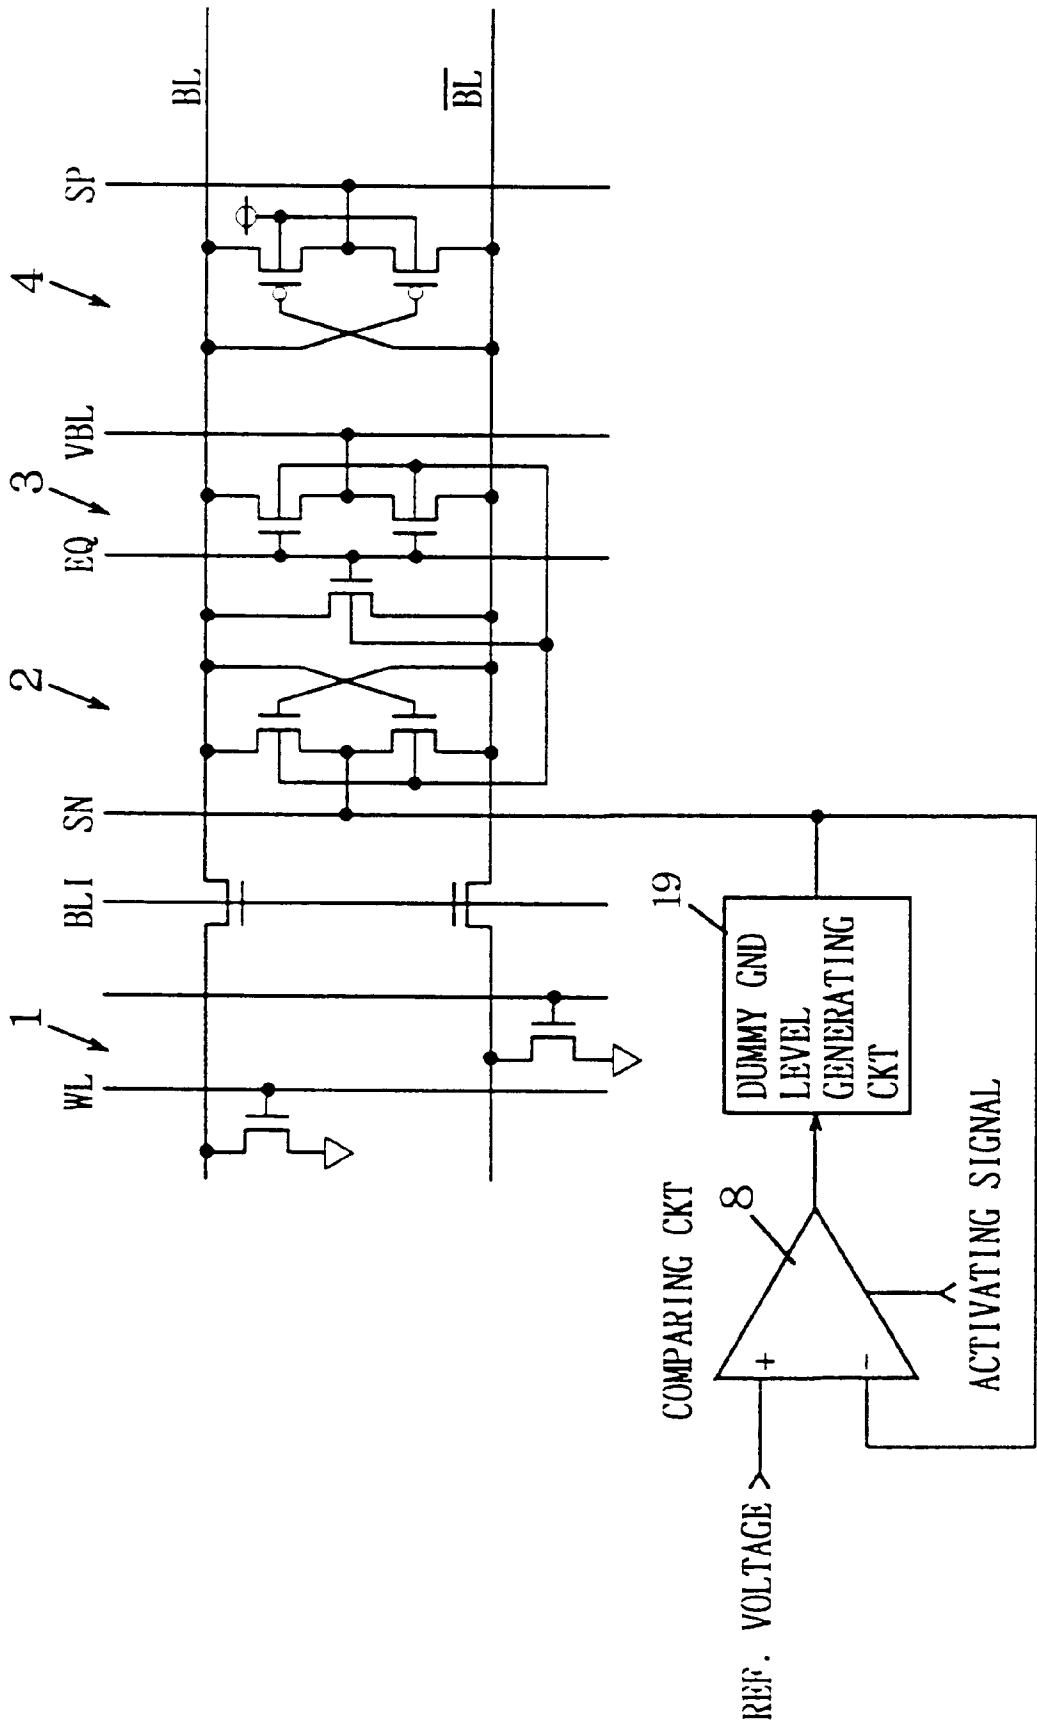 1
2
3
4
WL
BLI
SN
EQ
VBL
SP
BL
BL
COMPARING CKT
8
19
REF. VOLTAGE
+
-
DUMMY GND
LEVEL
GENERATING
CKT
ACTIVATING SIGNAL